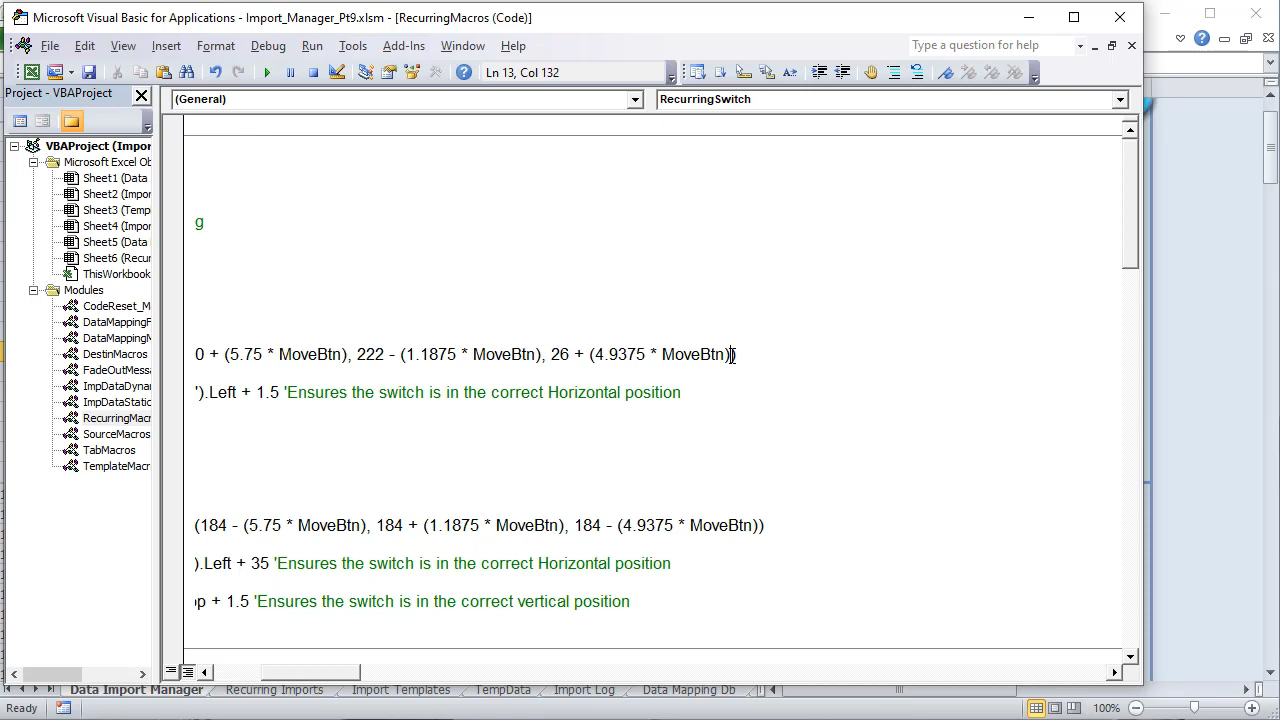 Microsoft Visual Basic for Applications - Import_Manager_Pt9.xlsm - [RecurringMacros (Code)]
File Edit View Insert Format Debug Run Tools Add-Ins Window Help Type a question for help
Ln 13, Col 132
Project - VBAProject
(General) RecurringSwitch
VBAProject (Impor
Microsoft Excel Ob
Sheet1 (Data
Sheet2 (Impor
Sheet3 (Temp
Sheet4 (Impor
Sheet5 (Data
Sheet6 (Recur
ThisWorkbook
Modules
CodeReset_M
DataMappingF
DataMappingM
DestinMacros
FadeOutMessa
ImpDataDynam
ImpDataStatic
RecurringMacr
SourceMacros
TabMacros
TemplateMacr
g
0 + (5.75 * MoveBtn), 222 - (1.1875 * MoveBtn), 26 + (4.9375 * MoveBtn))
").Left + 1.5 'Ensures the switch is in the correct Horizontal position
(184 - (5.75 * MoveBtn), 184 + (1.1875 * MoveBtn), 184 - (4.9375 * MoveBtn))
).Left + 35 'Ensures the switch is in the correct Horizontal position
op + 1.5 'Ensures the switch is in the correct vertical position
Data Import Manager Recurring Imports Import Templates TempData Import Log Data Mapping Db
Ready 100%